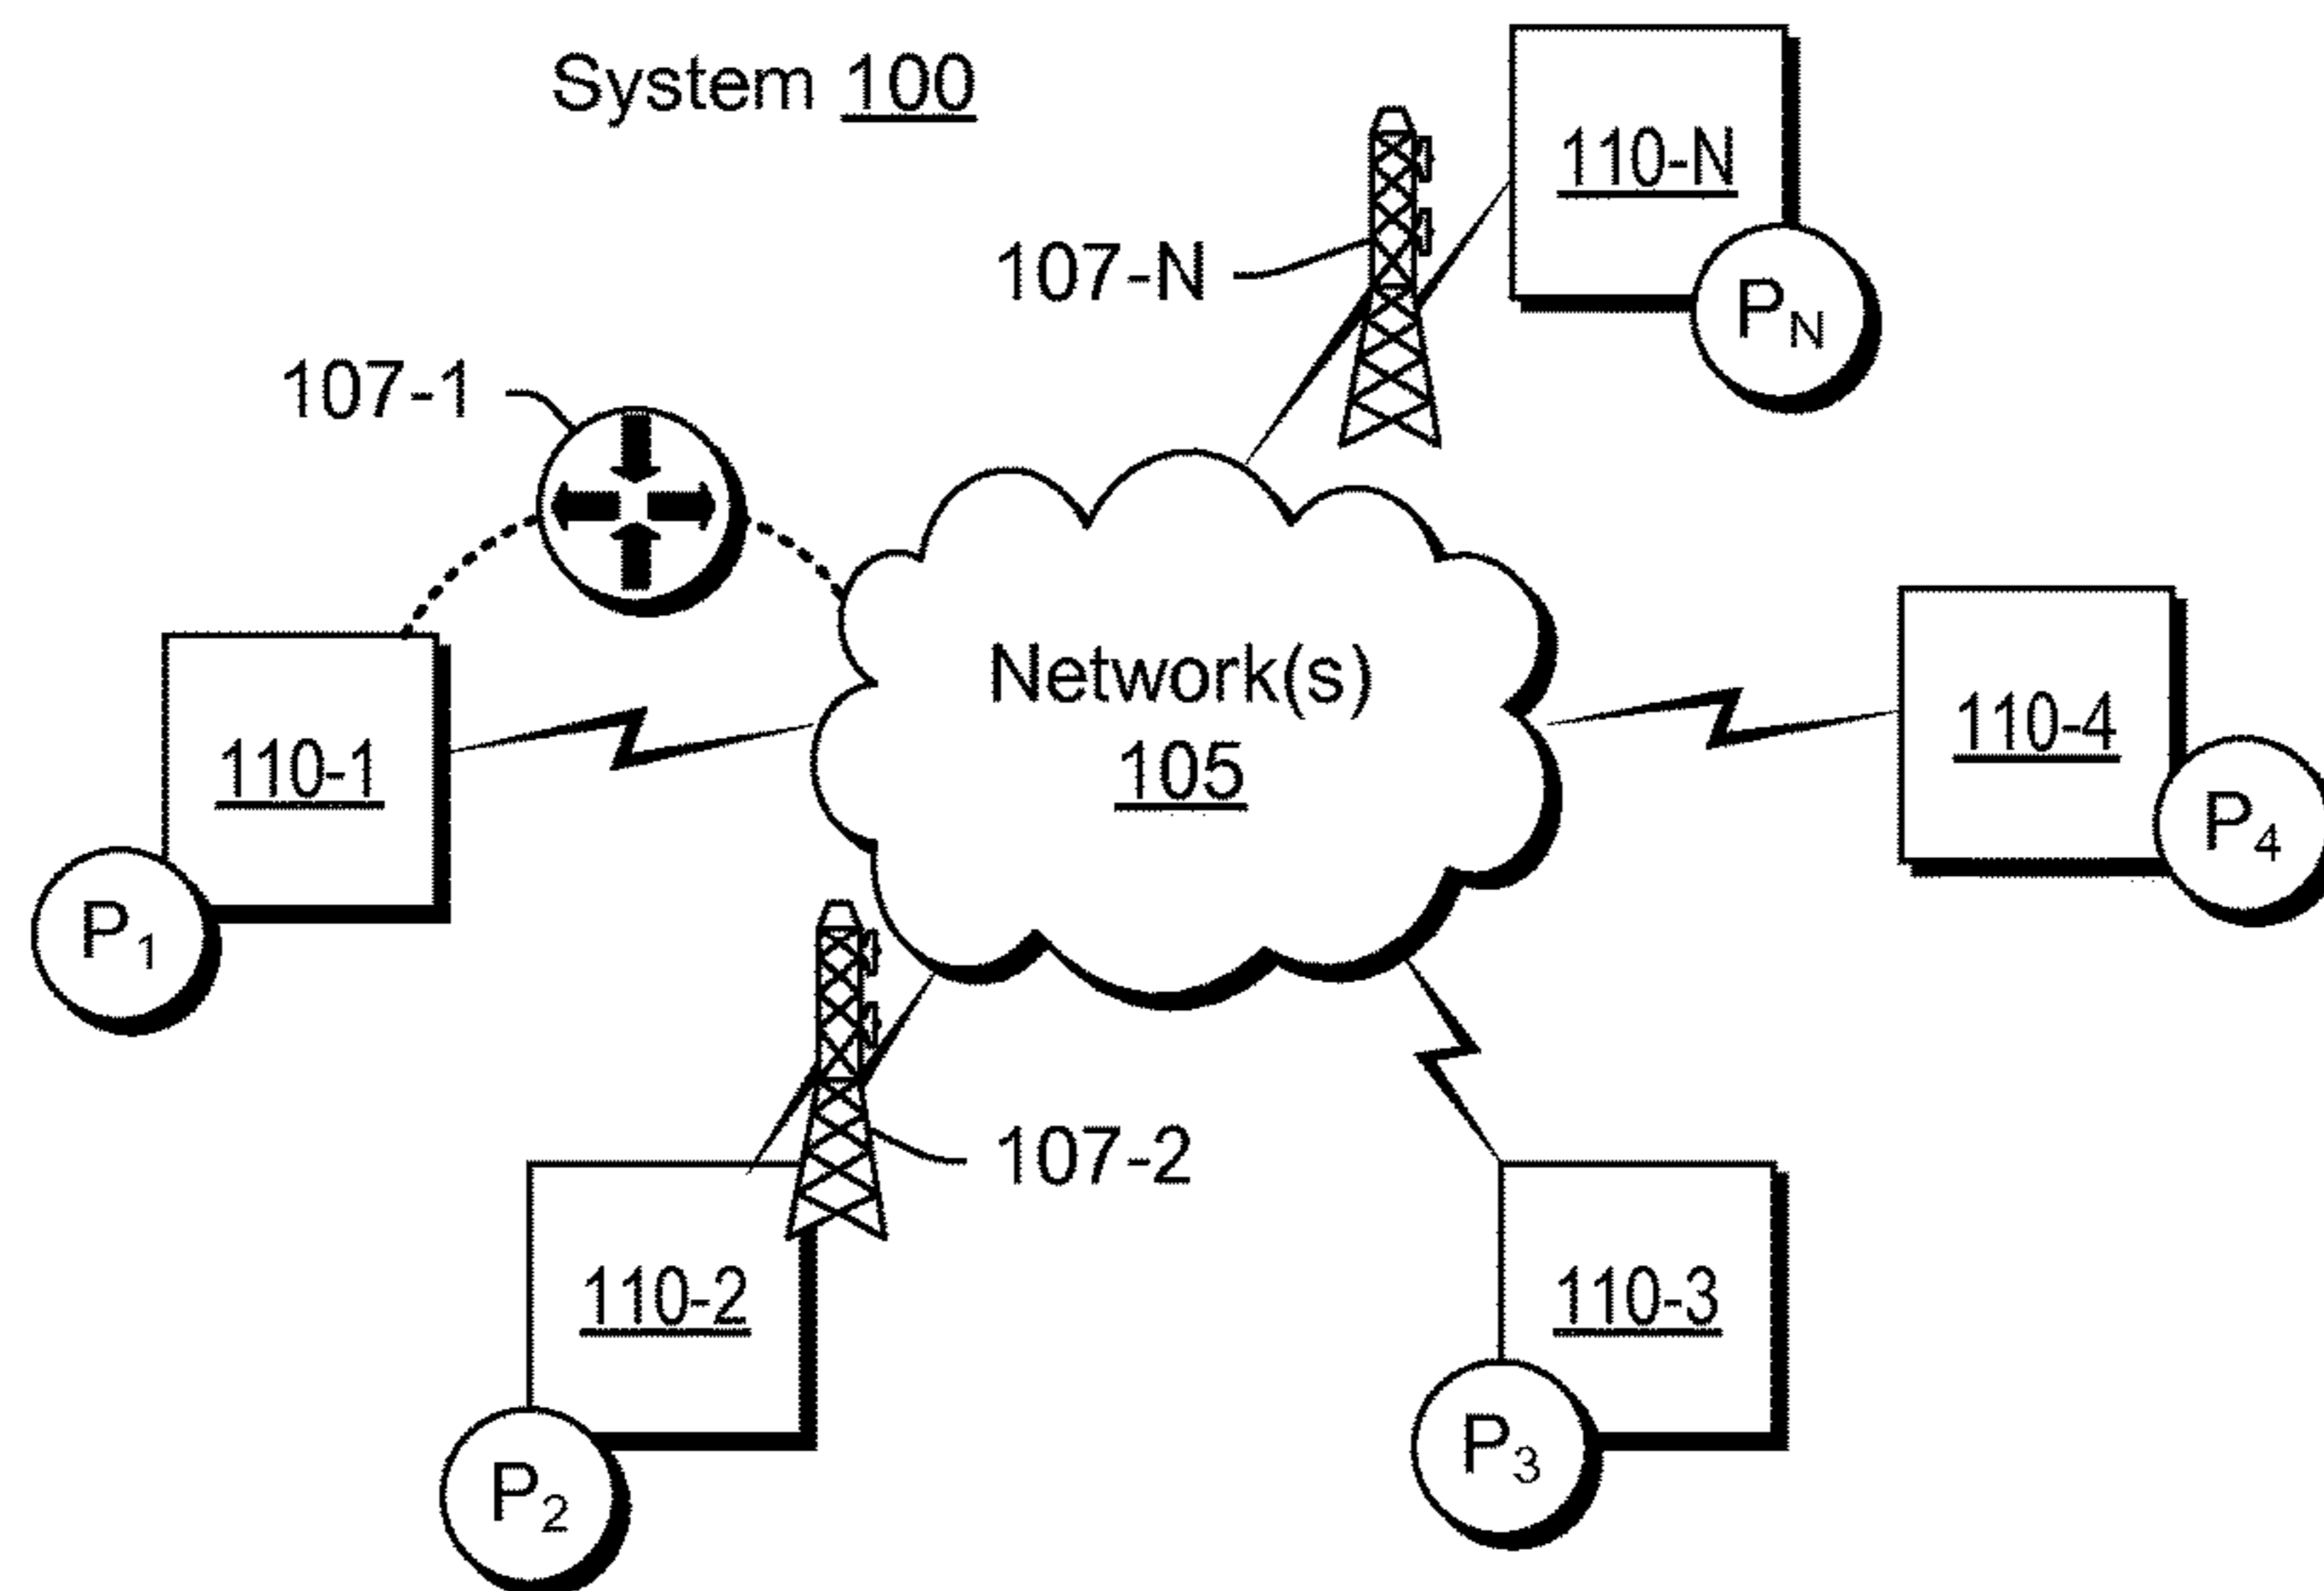 System 100
110-N
P_N
107-N
107-1
Network(s)
105
110-1
110-4
P_4
P_1
107-2
110-2
110-3
P_3
P_2